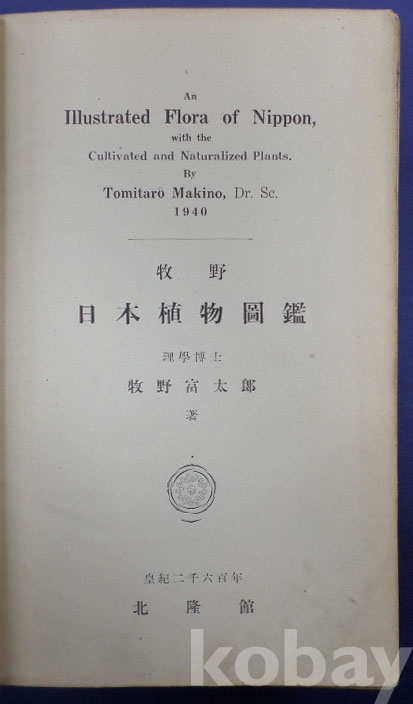 An
Illustrated Flora of Nippon,
with the
Cultivated and Naturalized Plants.
By
Tomitarō Makino, Dr. Sc.
1940
牧野
日本植物圖鑑
理學博士
牧野富太郎
著
皇紀二千六百年
北隆館
kobay